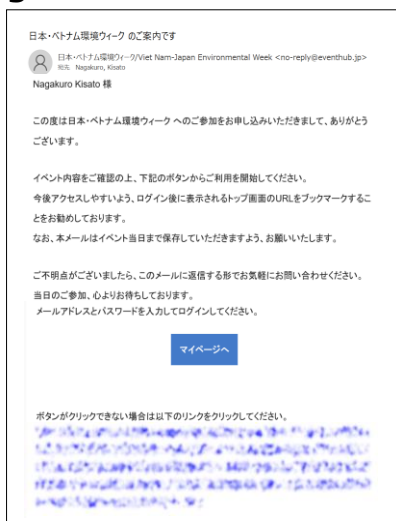 日本・ベトナム環境ウィーク のご案内です
日本・ベトナム環境ウィーク/Viet Nam-Japan Environmental Week <no-reply@eventhub.jp>
宛先 Nagakuro, Kisato
Nagakuro Kisato 様
この度は日本・ベトナム環境ウィーク へのご参加をお申し込みいただきまして、ありがとう
ございます。
イベント内容をご確認の上、下記のボタンからご利用を開始してください。
今後アクセスしやすいよう、ログイン後に表示されるトップ画面のURLをブックマークするこ
とをお勧めしております。
なお、本メールはイベント当日まで保存していただきますよう、お願いいたします。
ご不明点がございましたら、このメールに返信する形でお気軽にお問い合わせください。
当日のご参加、心よりお待ちしております。
メールアドレスとパスワードを入力してログインしてください。
マイページへ
ボタンがクリックできない場合は以下のリンクをクリックしてください。